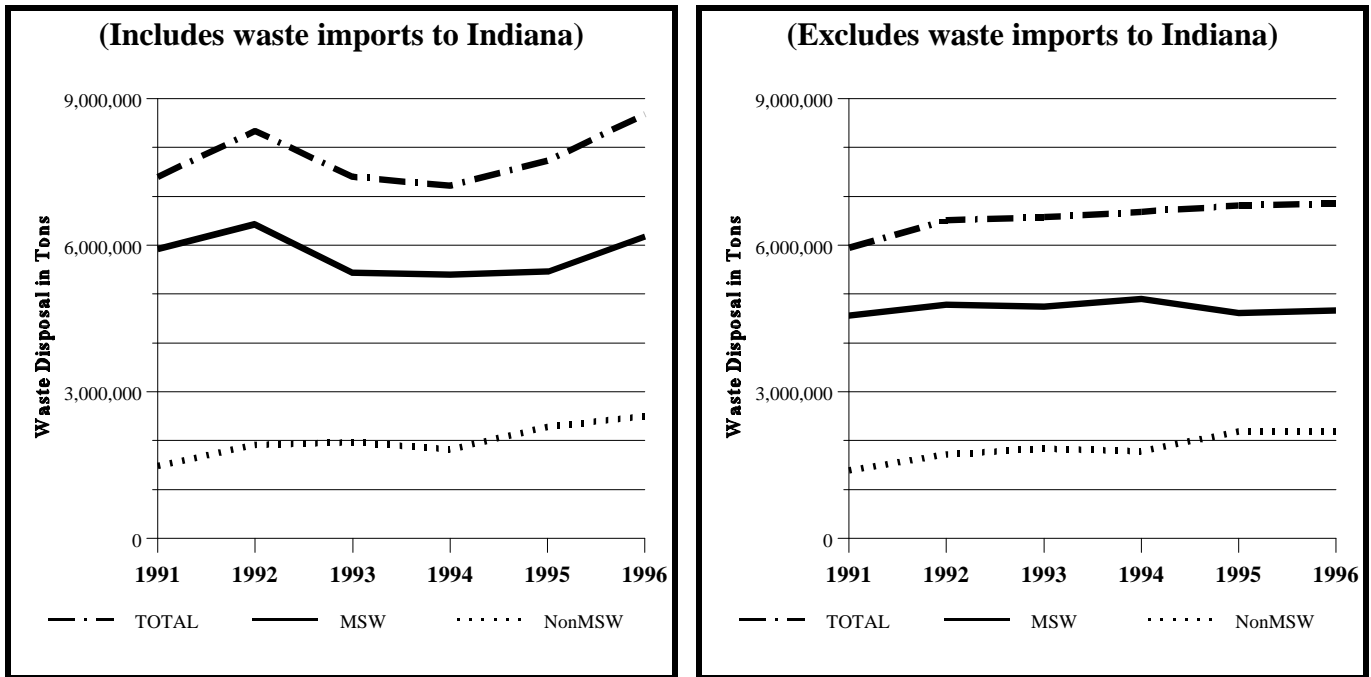 (Includes waste imports to Indiana)
Waste Disposal in Tons
9,000,000
6,000,000
3,000,000
0
1991 1992 1993 1994 1995 1996
TOTAL MSW NonMSW
(Excludes waste imports to Indiana)
Waste Disposal in Tons
9,000,000
6,000,000
3,000,000
0
1991 1992 1993 1994 1995 1996
TOTAL MSW NonMSW